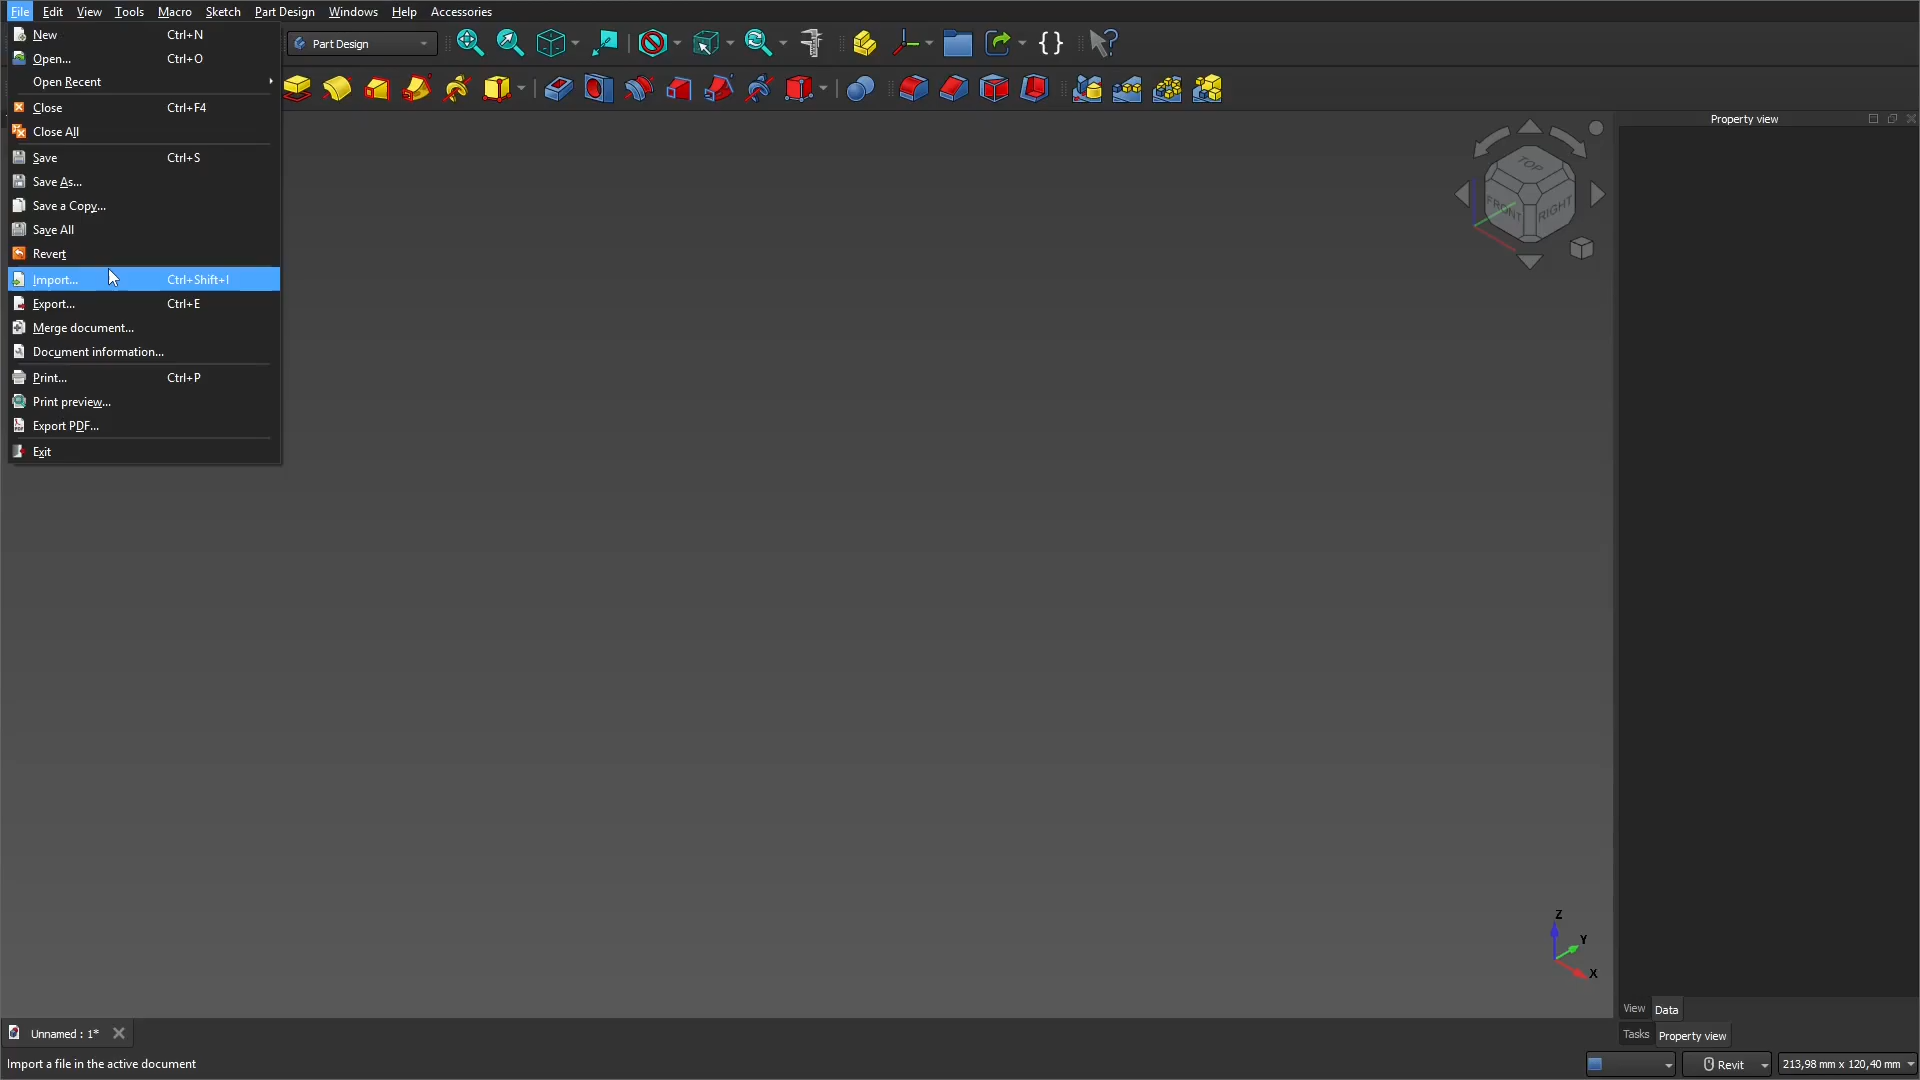 File Edit View Tools Macro Sketch Part Design Windows Help Accessories
New Ctrl+N
Part Design
Open... Ctrl+O
Open Recent
Close Ctrl+F4
Close All
Save Ctrl+S
Save As...
Save a Copy...
Save All
Revert
Import... Ctrl+Shift+I
Export... Ctrl+E
Merge document...
Document information...
Print... Ctrl+P
Print preview...
Export PDF...
Exit
Property view
TOP
FRONT
RIGHT
Z
Y
X
View Data
Tasks Property view
Unnamed : 1*
Import a file in the active document
Revit
213,98 mm x 120,40 mm